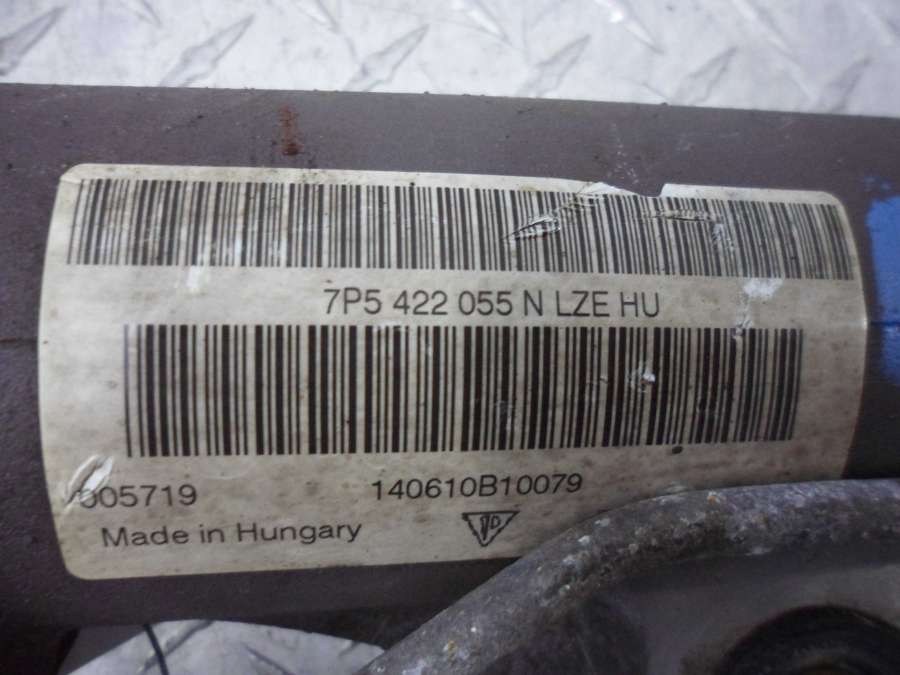 7P5 422 055 N LZE HU
005719 140610B10079
Made in Hungary